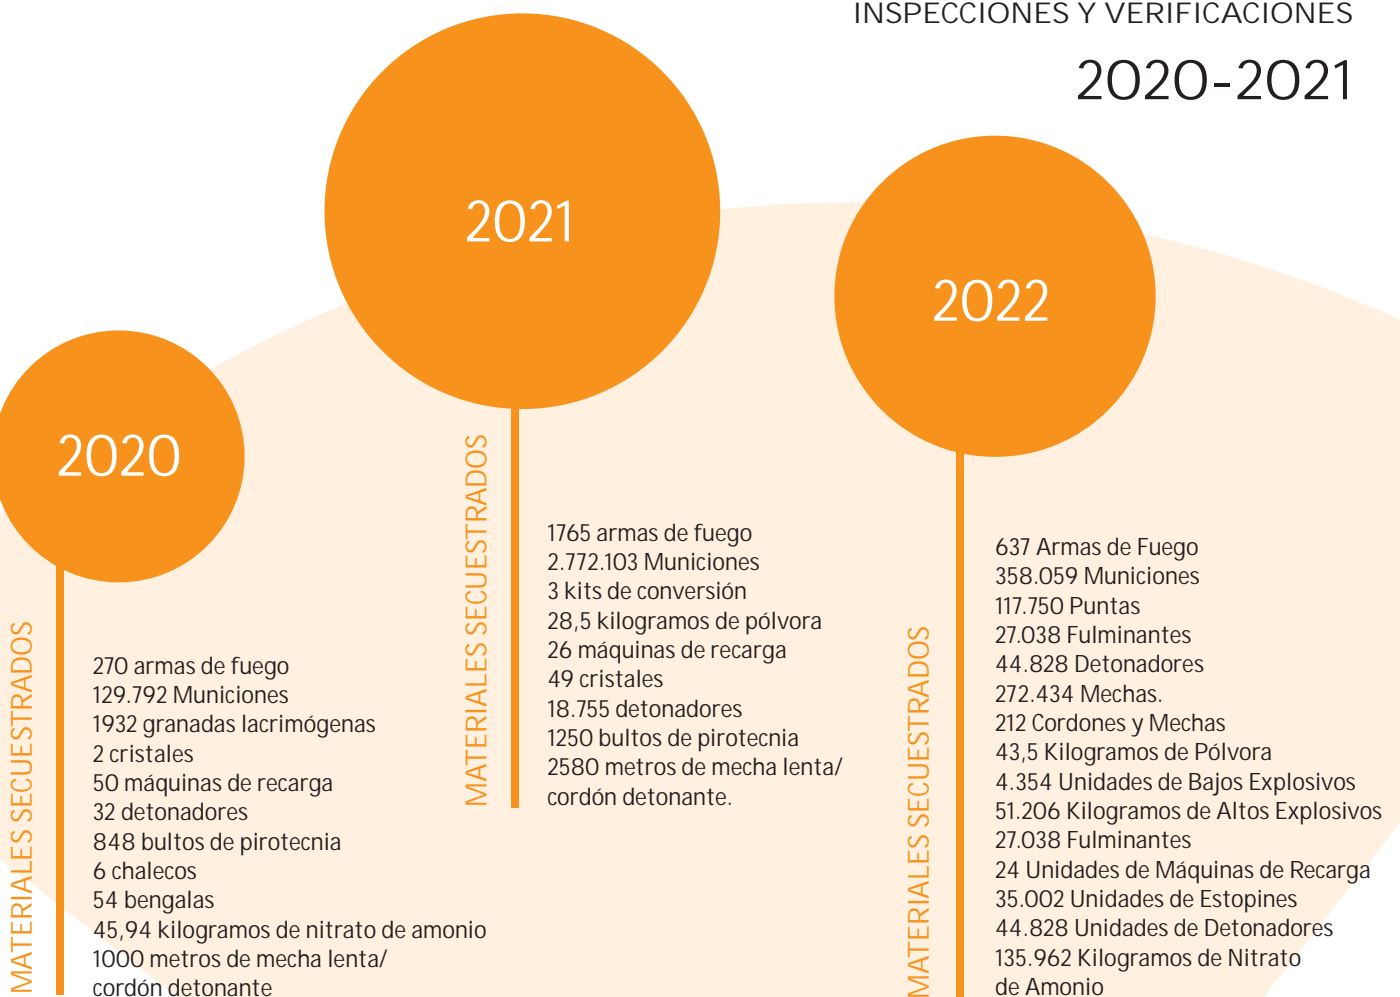 INSPECCIONES Y VERIFICACIONES
2020-2021
2020
MATERIALES SECUESTRADOS
270 armas de fuego
129.792 Municiones
1932 granadas lacrimógenas
2 cristales
50 máquinas de recarga
32 detonadores
848 bultos de pirotecnia
6 chalecos
54 bengalas
45,94 kilogramos de nitrato de amonio
1000 metros de mecha lenta/
cordón detonante
2021
MATERIALES SECUESTRADOS
1765 armas de fuego
2.772.103 Municiones
3 kits de conversión
28,5 kilogramos de pólvora
26 máquinas de recarga
49 cristales
18.755 detonadores
1250 bultos de pirotecnia
2580 metros de mecha lenta/
cordón detonante.
2022
MATERIALES SECUESTRADOS
637 Armas de Fuego
358.059 Municiones
117.750 Puntas
27.038 Fulminantes
44.828 Detonadores
272.434 Mechas.
212 Cordones y Mechas
43,5 Kilogramos de Pólvora
4.354 Unidades de Bajos Explosivos
51.206 Kilogramos de Altos Explosivos
27.038 Fulminantes
24 Unidades de Máquinas de Recarga
35.002 Unidades de Estopines
44.828 Unidades de Detonadores
135.962 Kilogramos de Nitrato
de Amonio